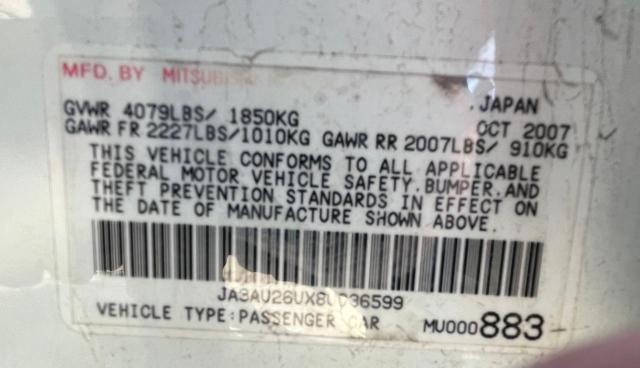 MFD. BY MITSUBISHI
. JAPAN
GVWR 4079LBS/ 1850KG OCT 2007
GAWR FR 2227LBS/1010KG GAWR RR 2007LBS/ 910KG
THIS VEHICLE CONFORMS TO ALL APPLICABLE
FEDERAL MOTOR VEHICLE SAFETY, BUMPER, AND
THEFT PREVENTION STANDARDS IN EFFECT ON
THE DATE OF MANUFACTURE SHOWN ABOVE.
VEHICLE TYPE:PASSENGER CAR MU000883